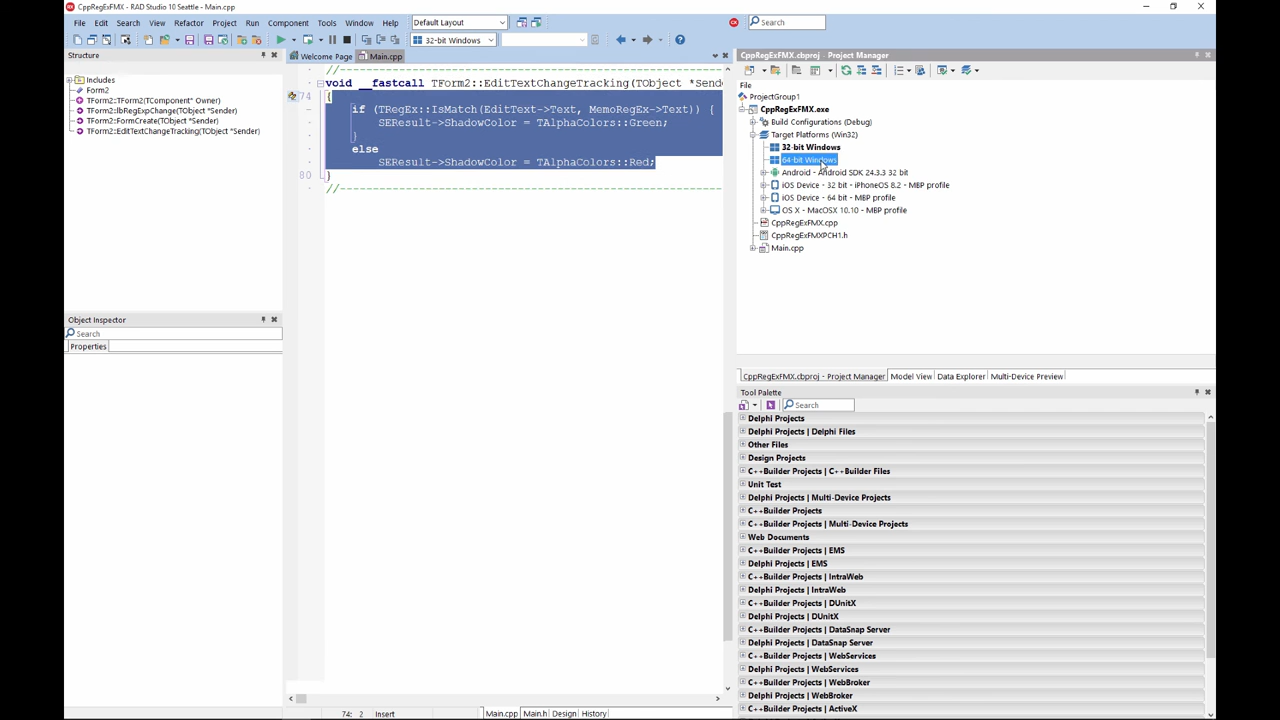 CppRegExFMX - RAD Studio 10 Seattle - Main.cpp
File Edit Search View Refactor Project Run Component Tools Window Help Default Layout Search
32-bit Windows
Structure
Includes
Form2
TForm2::TForm2(TComponent* Owner)
TForm2::lbRegExpChange(TObject *Sender)
TForm2::FormCreate(TObject *Sender)
TForm2::EditTextChangeTracking(TObject *Sender)
Object Inspector
Search
Properties
Welcome Page Main.cpp
//---------------------------------------------
void __fastcall TForm2::EditTextChangeTracking(TObject *Sende
74 {
if (TRegEx::IsMatch(EditText->Text, MemoRegEx->Text)) {
SEResult->ShadowColor = TAlphaColors::Green;
}
else
SEResult->ShadowColor = TAlphaColors::Red;
80 }
//---------------------------------------------
74: 2 Insert Main.cpp Main.h Design History
CppRegExFMX.cbproj - Project Manager
File
ProjectGroup1
CppRegExFMX.exe
Build Configurations (Debug)
Target Platforms (Win32)
32-bit Windows
64-bit Windows
Android - Android SDK 24.3.3 32 bit
iOS Device - 32 bit - iPhoneOS 8.2 - MBP profile
iOS Device - 64 bit - MBP profile
OS X - MacOSX 10.10 - MBP profile
CppRegExFMX.cpp
CppRegExFMXPCH1.h
Main.cpp
CppRegExFMX.cbproj - Project Manager Model View Data Explorer Multi-Device Preview
Tool Palette
Search
Delphi Projects
Delphi Projects | Delphi Files
Other Files
Design Projects
C++Builder Projects | C++Builder Files
Unit Test
Delphi Projects | Multi-Device Projects
C++Builder Projects
C++Builder Projects | Multi-Device Projects
Web Documents
C++Builder Projects | EMS
Delphi Projects | EMS
C++Builder Projects | IntraWeb
Delphi Projects | IntraWeb
C++Builder Projects | DUnitX
Delphi Projects | DUnitX
C++Builder Projects | DataSnap Server
Delphi Projects | DataSnap Server
C++Builder Projects | WebServices
Delphi Projects | WebServices
C++Builder Projects | WebBroker
Delphi Projects | WebBroker
C++Builder Projects | ActiveX